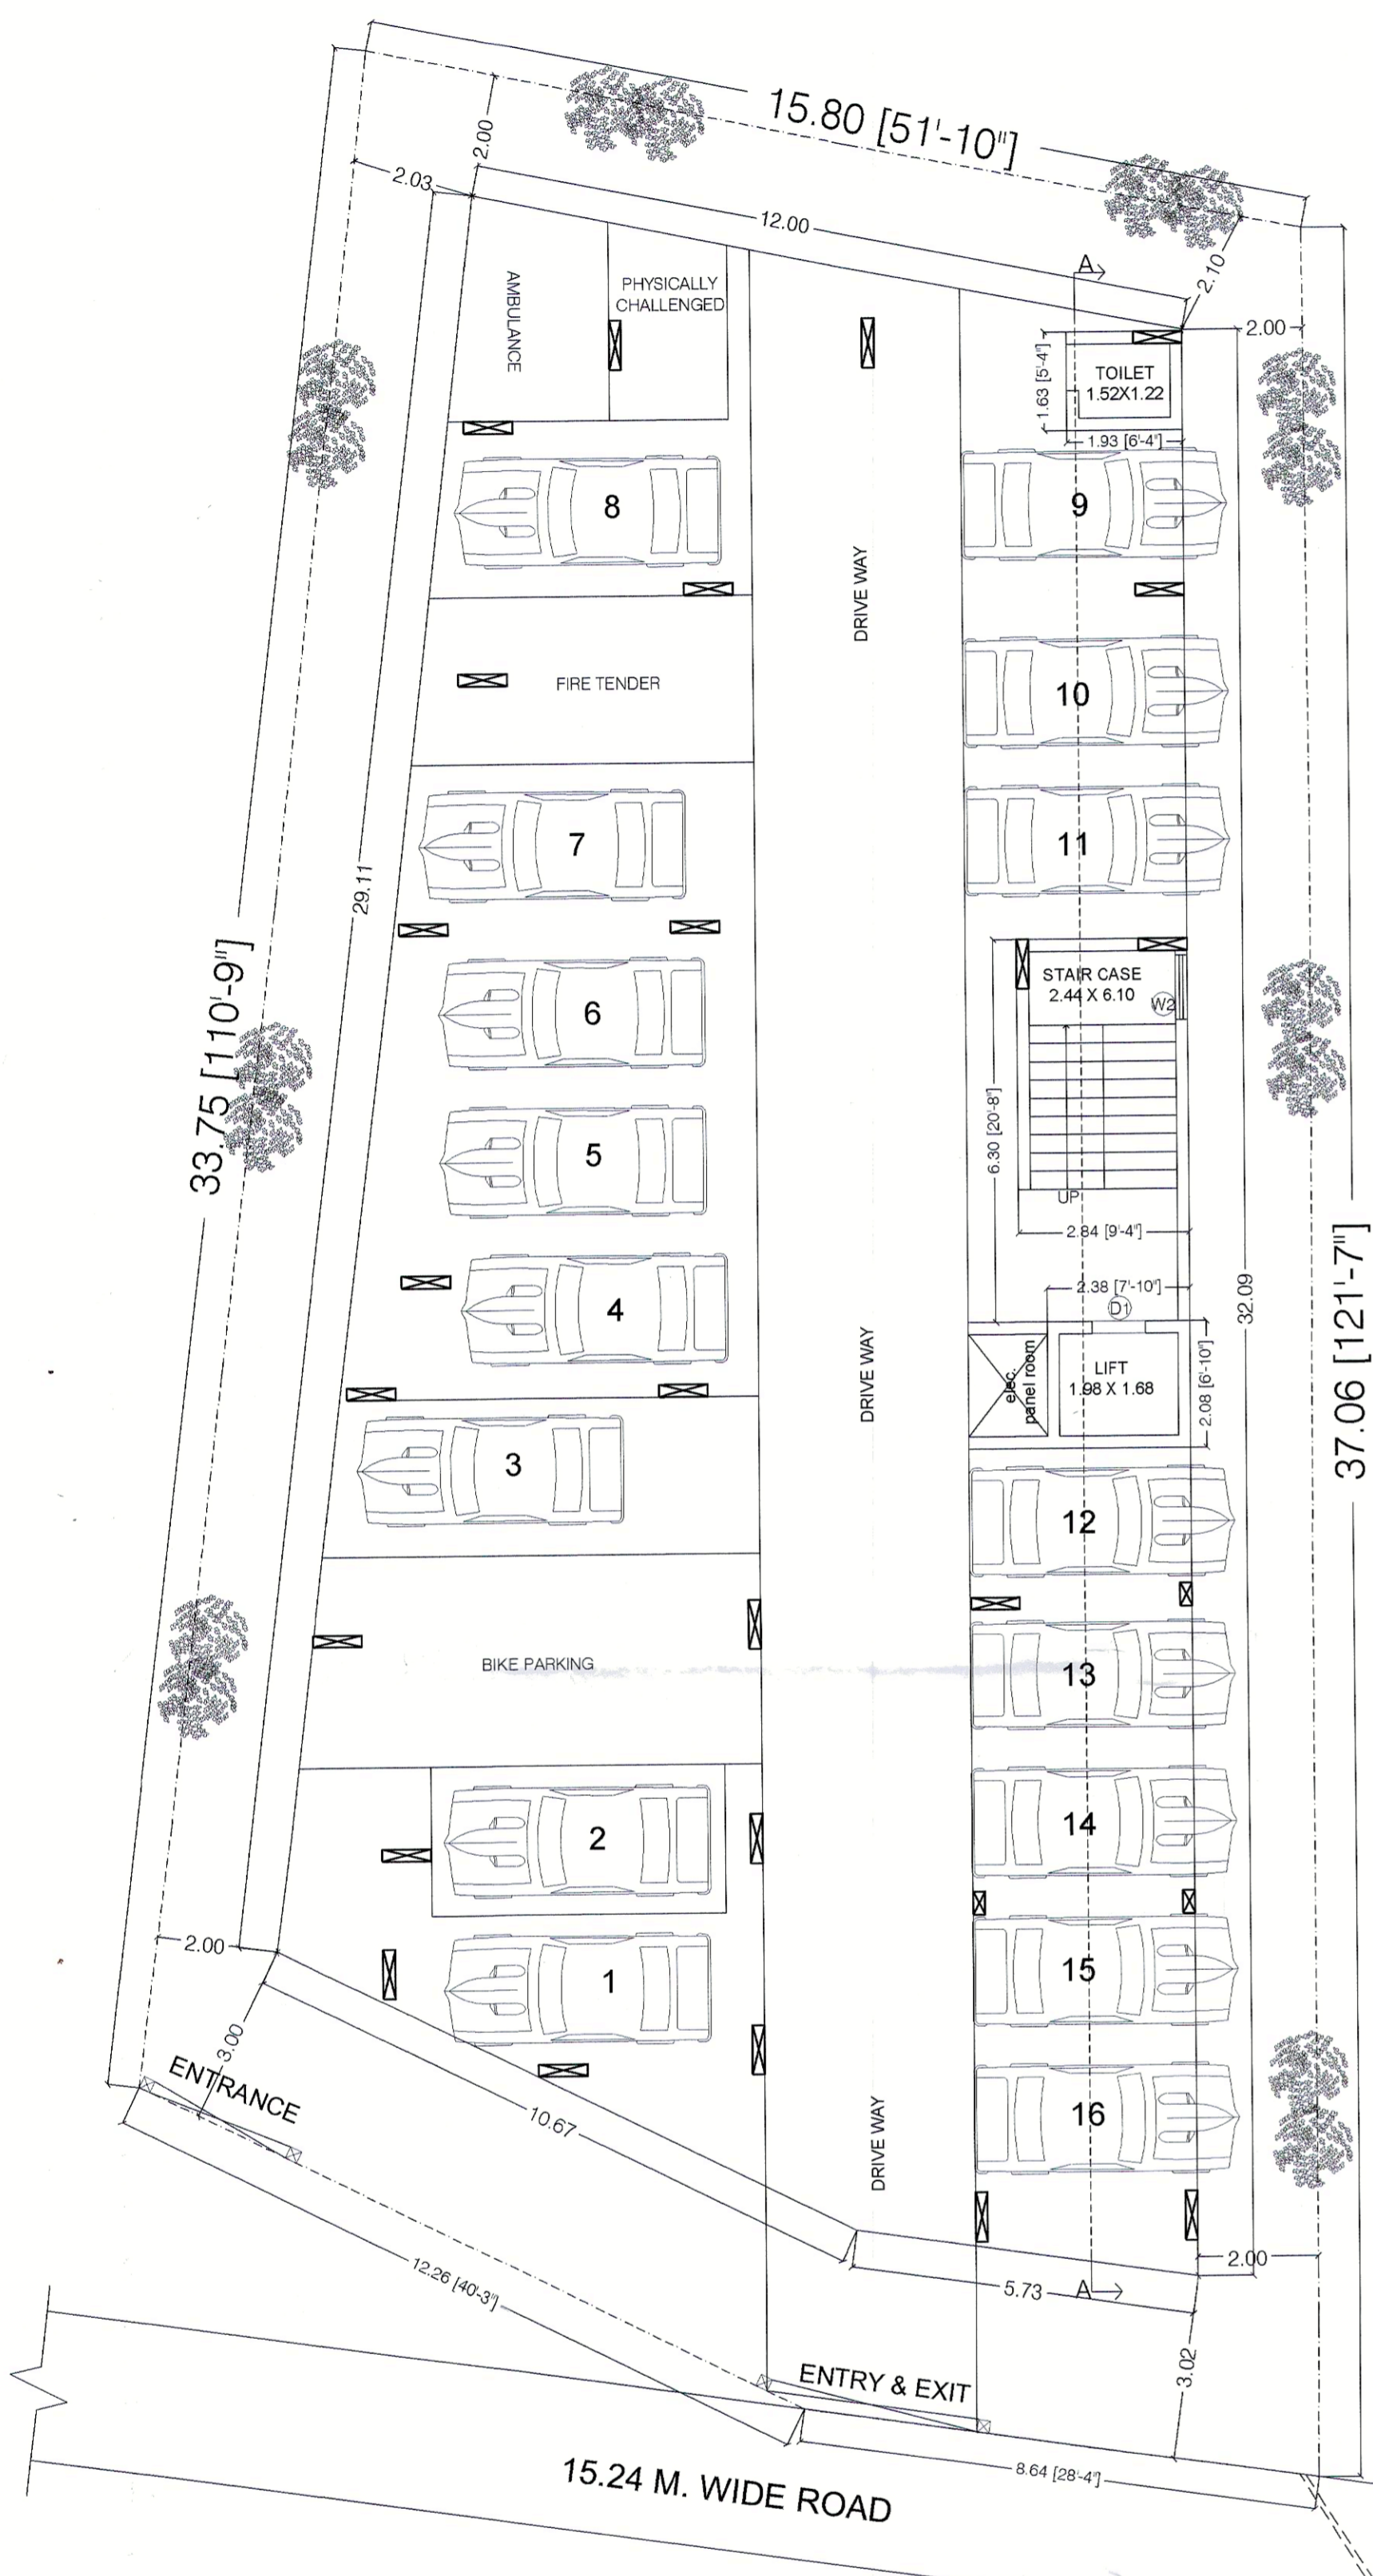 15.80 [51'-10"]
2.00
2.03
12.00
2.10
A
2.00
AMBULANCE
PHYSICALLY
CHALLENGED
1.63 [5'-4"]
TOILET
1.52X1.22
1.93 [6'-4"]
8
9
DRIVE WAY
FIRE TENDER
10
7
11
29.11
33.75 [110'-9"]
6
STAIR CASE
2.44 X 6.10
W2
5
6.30 [20'-8"]
UP
2.84 [9'-4"]
4
2.38 [7'-10"]
D1
32.09
37.06 [121'-7"]
DRIVE WAY
elec.
panel room
LIFT
1.98 X 1.68
2.08 [6'-10"]
3
12
BIKE PARKING
13
2
14
2.00
1
15
3.00
ENTRANCE
10.67
DRIVE WAY
16
12.26 [40'-3"]
2.00
5.73
A
3.02
ENTRY & EXIT
8.64 [28'-4"]
15.24 M. WIDE ROAD